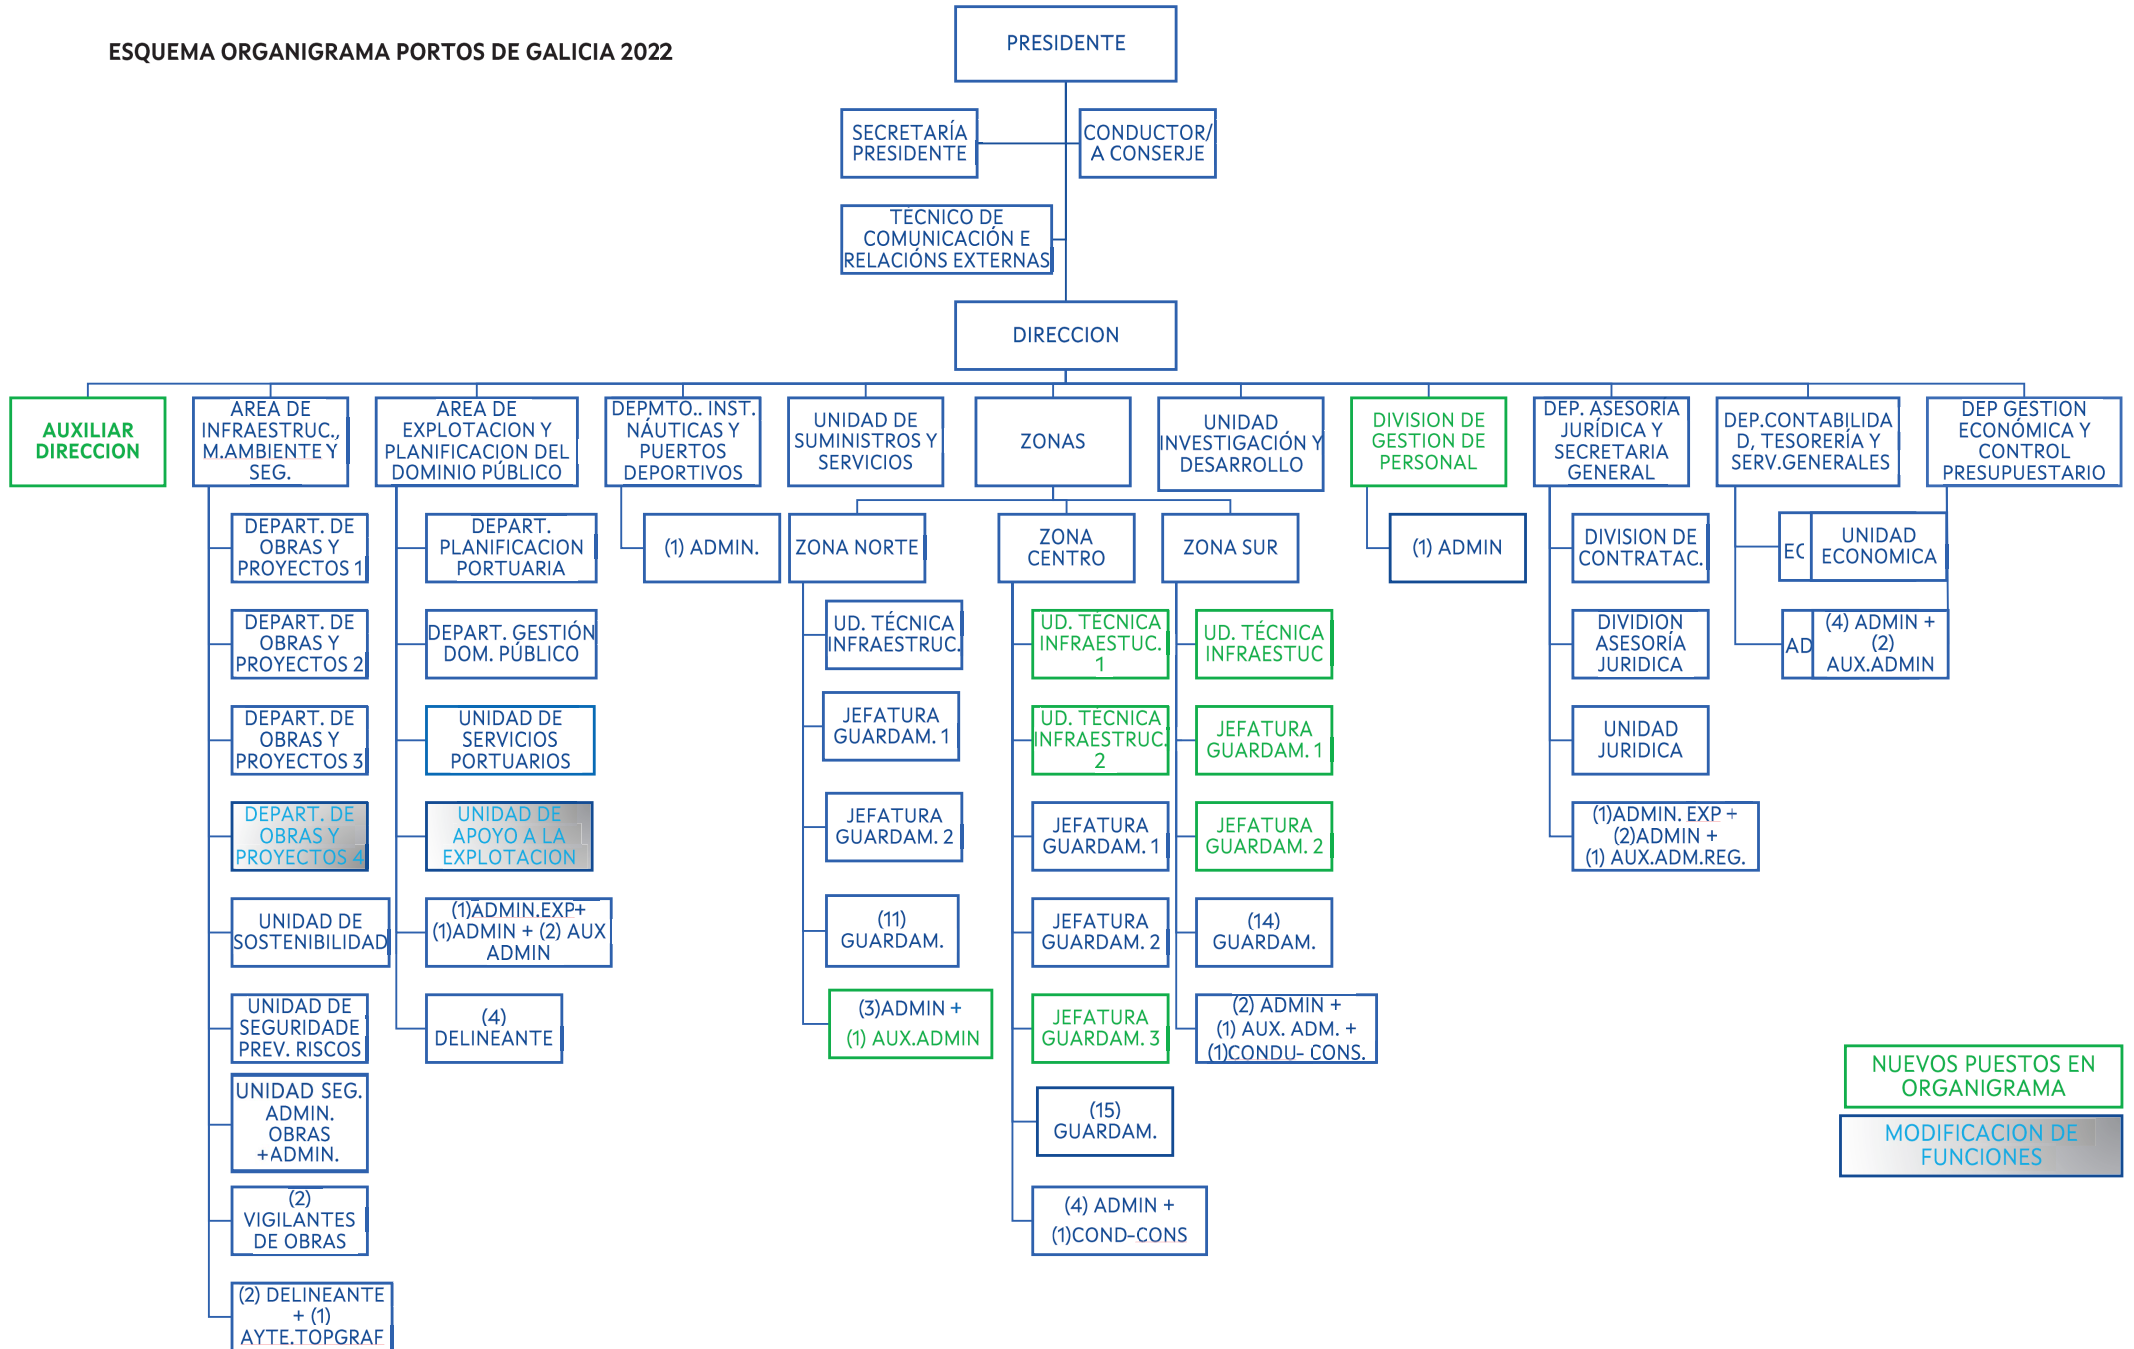 ESQUEMA ORGANIGRAMA PORTOS DE GALICIA 2022
PRESIDENTE
SECRETARÍA
PRESIDENTE
CONDUCTOR/
A CONSERJE
TÉCNICO DE
COMUNICACIÓN E
RELACIÓNS EXTERNAS
DIRECCION
AUXILIAR
DIRECCION
AREA DE
INFRAESTRUC.,
M.AMBIENTE Y
SEG.
AREA DE
EXPLOTACION Y
PLANIFICACION DEL
DOMINIO PÚBLICO
DEPMTO.. INST.
NÁUTICAS Y
PUERTOS
DEPORTIVOS
UNIDAD DE
SUMINISTROS Y
SERVICIOS
ZONAS
UNIDAD
INVESTIGACIÓN Y
DESARROLLO
DIVISION DE
GESTION DE
PERSONAL
DEP. ASESORIA
JURÍDICA Y
SECRETARIA
GENERAL
DEP.CONTABILIDA
D, TESORERÍA Y
SERV.GENERALES
DEP GESTION
ECONÓMICA Y
CONTROL
PRESUPUESTARIO
DEPART. DE
OBRAS Y
PROYECTOS 1
DEPART. DE
OBRAS Y
PROYECTOS 2
DEPART. DE
OBRAS Y
PROYECTOS 3
DEPART. DE
OBRAS Y
PROYECTOS 4
UNIDAD DE
SOSTENIBILIDAD
UNIDAD DE
SEGURIDADE
PREV. RISCOS
UNIDAD SEG.
ADMIN.
OBRAS
+ADMIN.
(2)
VIGILANTES
DE OBRAS
(2) DELINEANTE
+ (1)
AYTE.TOPGRAF
DEPART.
PLANIFICACION
PORTUARIA
DEPART. GESTIÓN
DOM. PÚBLICO
UNIDAD DE
SERVICIOS
PORTUARIOS
UNIDAD DE
APOYO A LA
EXPLOTACION
(1)ADMIN.EXP+
(1)ADMIN + (2) AUX
ADMIN
(4)
DELINEANTE
(1) ADMIN.
ZONA NORTE
UD. TÉCNICA
INFRAESTRUC.
JEFATURA
GUARDAM. 1
JEFATURA
GUARDAM. 2
(11)
GUARDAM.
(3)ADMIN +
(1) AUX.ADMIN
ZONA
CENTRO
UD. TÉCNICA
INFRAESTUC.
1
UD. TÉCNICA
INFRAESTRUC.
2
JEFATURA
GUARDAM. 1
JEFATURA
GUARDAM. 2
JEFATURA
GUARDAM. 3
(15)
GUARDAM.
(4) ADMIN +
(1)COND-CONS
ZONA SUR
UD. TÉCNICA
INFRAESTUC
JEFATURA
GUARDAM. 1
JEFATURA
GUARDAM. 2
(14)
GUARDAM.
(2) ADMIN +
(1) AUX. ADM. +
(1)CONDU- CONS.
(1) ADMIN
DIVISION DE
CONTRATAC.
DIVIDION
ASESORÍA
JURIDICA
UNIDAD
JURIDICA
(1)ADMIN. EXP +
(2)ADMIN +
(1) AUX.ADM.REG.
EC
UNIDAD
ECONOMICA
AD
(4) ADMIN +
(2)
AUX.ADMIN
NUEVOS PUESTOS EN
ORGANIGRAMA
MODIFICACION DE
FUNCIONES